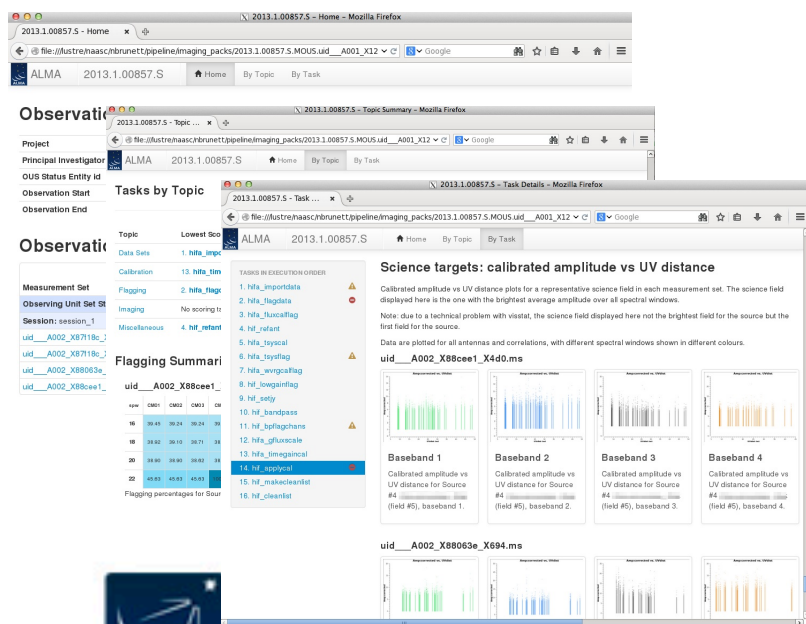 2013.1.00857.S - Home - Mozilla Firefox
2013.1.00857.S - Home
file:///lustre/naasc/nbrunett/pipeline/imaging_packs/2013.1.00857.S.MOUS.uid___A001_X12
Google
ALMA 2013.1.00857.S Home By Topic By Task
Project
Principal Investigator
OUS Status Entity id
Observation Start
Observation End
Measurement Set
Observing Unit Set St
Session: session_1
2013.1.00857.S - Topic Summary - Mozilla Firefox
2013.1.00857.S - Topic ...
file:///lustre/naasc/nbrunett/pipeline/imaging_packs/2013.1.00857.S.MOUS.uid___A001_X12
Google
ALMA 2013.1.00857.S Home By Topic By Task
Tasks by Topic
Topic Lowest Sco
Data Sets 1. hifa_impo
Calibration 13. hifa_tim
Flagging 2. hifa_flag
Imaging No scoring ta
Miscellaneous 4. hif_refant
Flagging Summari
uid___A002_X88cee1_
spw CM01 CM02 CM03
16 39.45 39.24 39.24
18 38.92 39.10 38.71
20 38.90 38.90 38.82
22 45.83 45.83 45.83
Flagging percentages for Sour
2013.1.00857.S - Task Details - Mozilla Firefox
2013.1.00857.S - Task ...
file:///lustre/naasc/nbrunett/pipeline/imaging_packs/2013.1.00857.S.MOUS.uid___A001_X12
Google
ALMA 2013.1.00857.S Home By Topic By Task
TASKS IN EXECUTION ORDER
1. hifa_importdata
2. hifa_flagdata
3. hifa_fluxcalflag
4. hif_refant
5. hifa_tsyscal
6. hifa_tsysflag
7. hifa_wvrgcalflag
8. hif_lowgainflag
9. hif_setjy
10. hif_bandpass
11. hif_bpflagchans
12. hifa_gfluxscale
13. hifa_timegaincal
14. hif_applycal
15. hif_makecleanlist
16. hif_cleanlist
Science targets: calibrated amplitude vs UV distance
Calibrated amplitude vs UV distance plots for a representative science field in each measurement set. The science field
displayed here is the one with the brightest average amplitude over all spectral windows.
Note: due to a technical problem with visstat, the science field displayed here not the brightest field for the source but the
first field for the source.
Data are plotted for all antennas and correlations, with different spectral windows shown in different colours.
uid___A002_X88cee1_X4d0.ms
Baseband 1
Calibrated amplitude vs
UV distance for Source
#4
(field #5), baseband 1.
Baseband 2
Calibrated amplitude vs
UV distance for Source
#4
(field #5), baseband 2.
Baseband 3
Calibrated amplitude vs
UV distance for Source
#4
(field #5), baseband 3.
Baseband 4
Calibrated amplitude vs
UV distance for Source
#4
(field #5), baseband 4.
uid___A002_X88063e_X694.ms